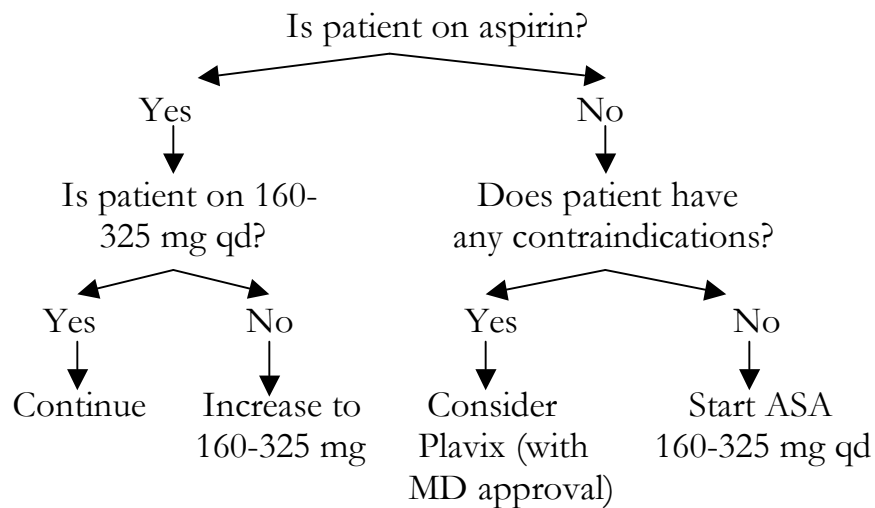 Is patient on aspirin?
Yes
No
Is patient on 160-
325 mg qd?
Does patient have
any contraindications?
Yes
No
Yes
No
Continue
Increase to
160-325 mg
Consider
Plavix (with
MD approval)
Start ASA
160-325 mg qd